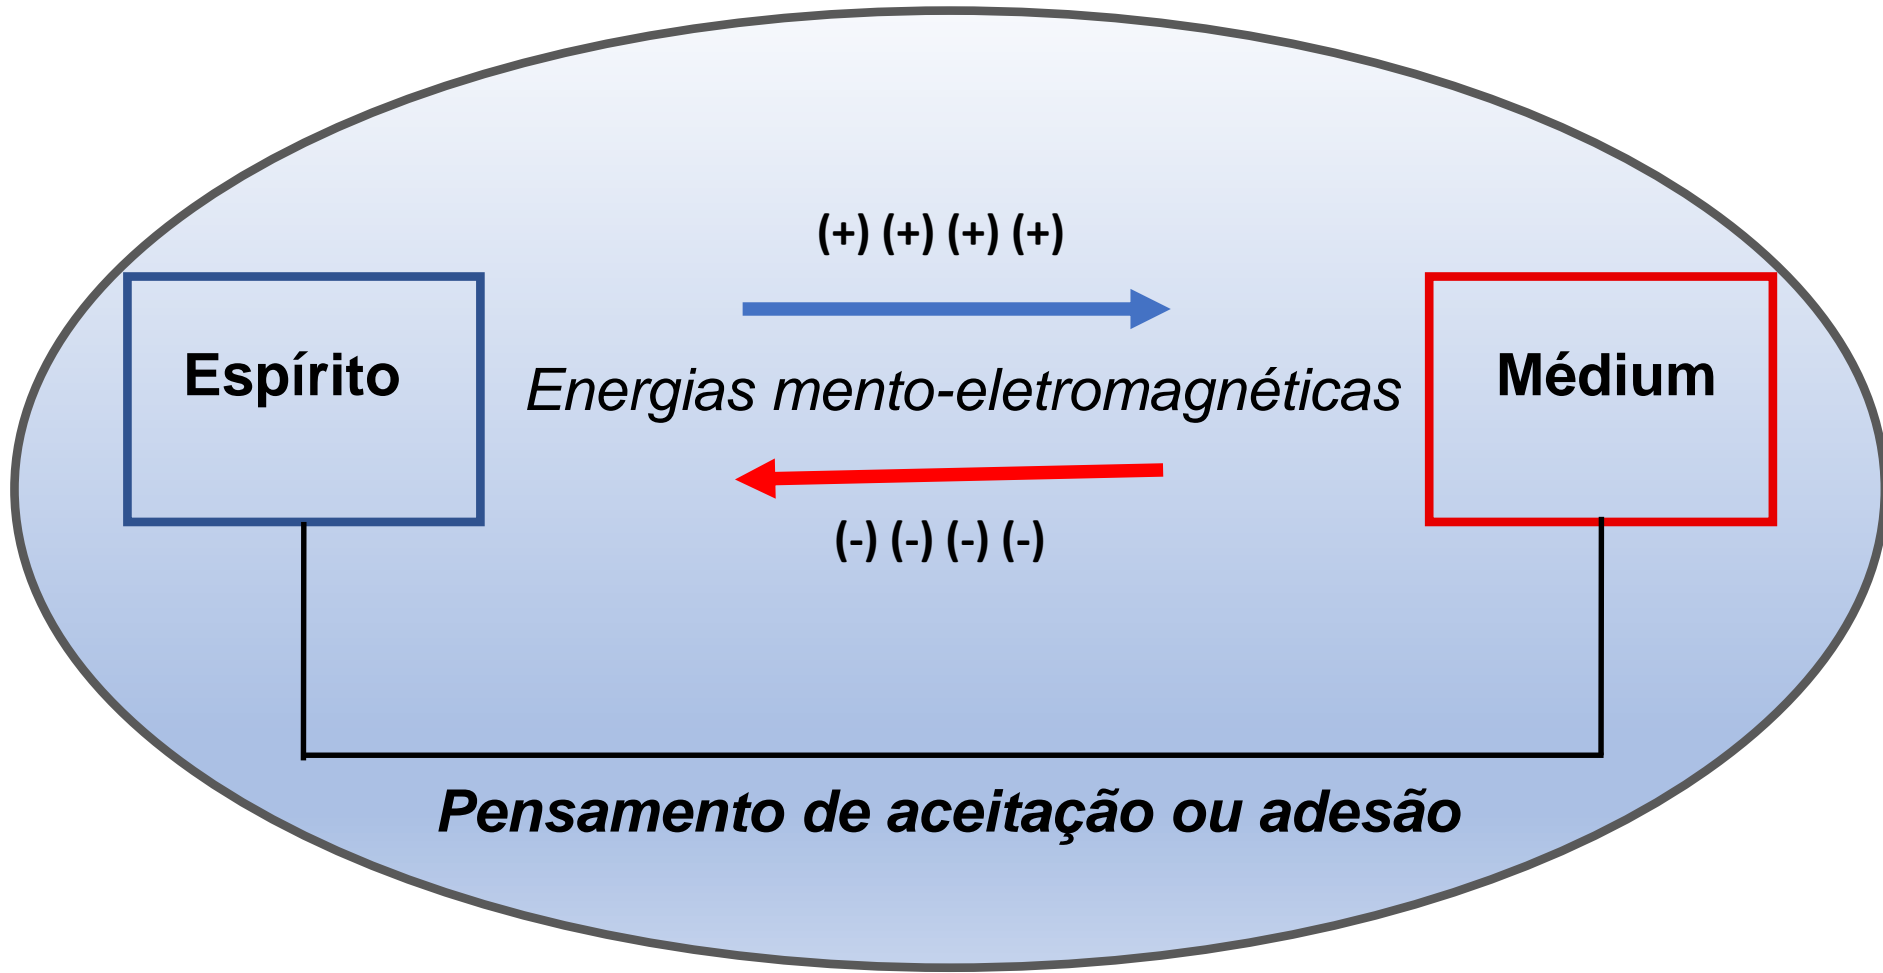 (+) (+) (+) (+)
Espírito
Energias mento-eletromagnéticas
Médium
(-) (-) (-) (-)
Pensamento de aceitação ou adesão